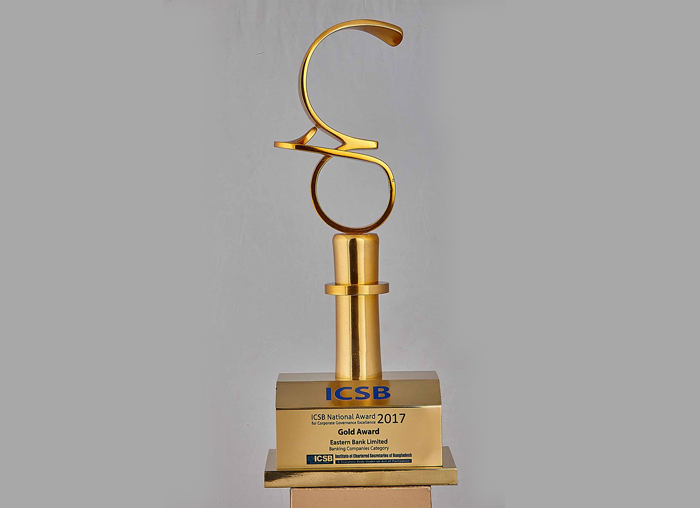 ICSB
ICSB National Award
for Corporate Governance Excellence 2017
Gold Award
Eastern Bank Limited
Banking Companies Category
ICSB Institute of Chartered Secretaries of Bangladesh